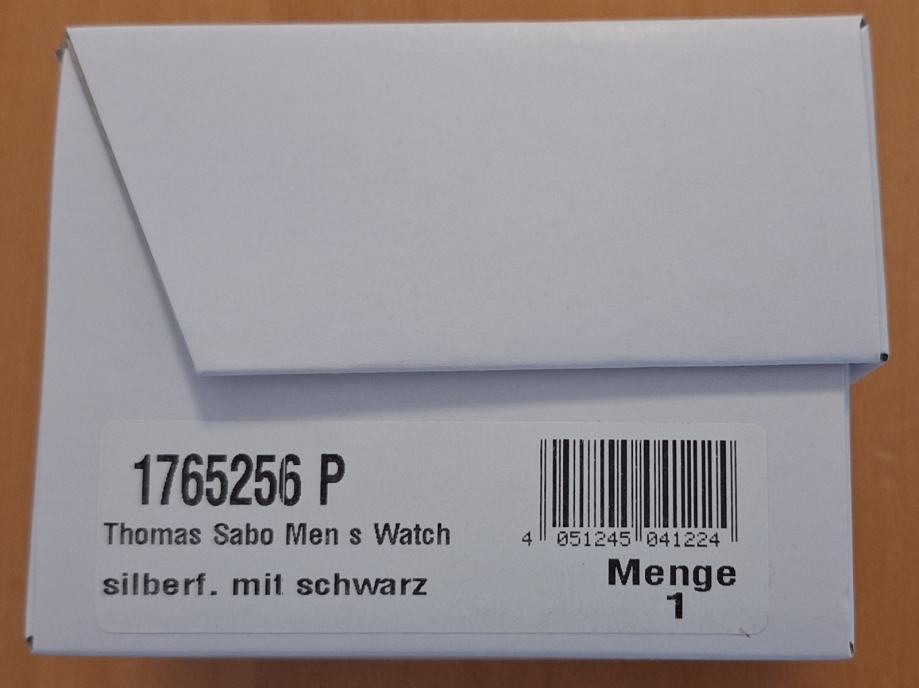 1765256 P
Thomas Sabo Men s Watch
silberf. mit schwarz
4 051245 041224
Menge
1